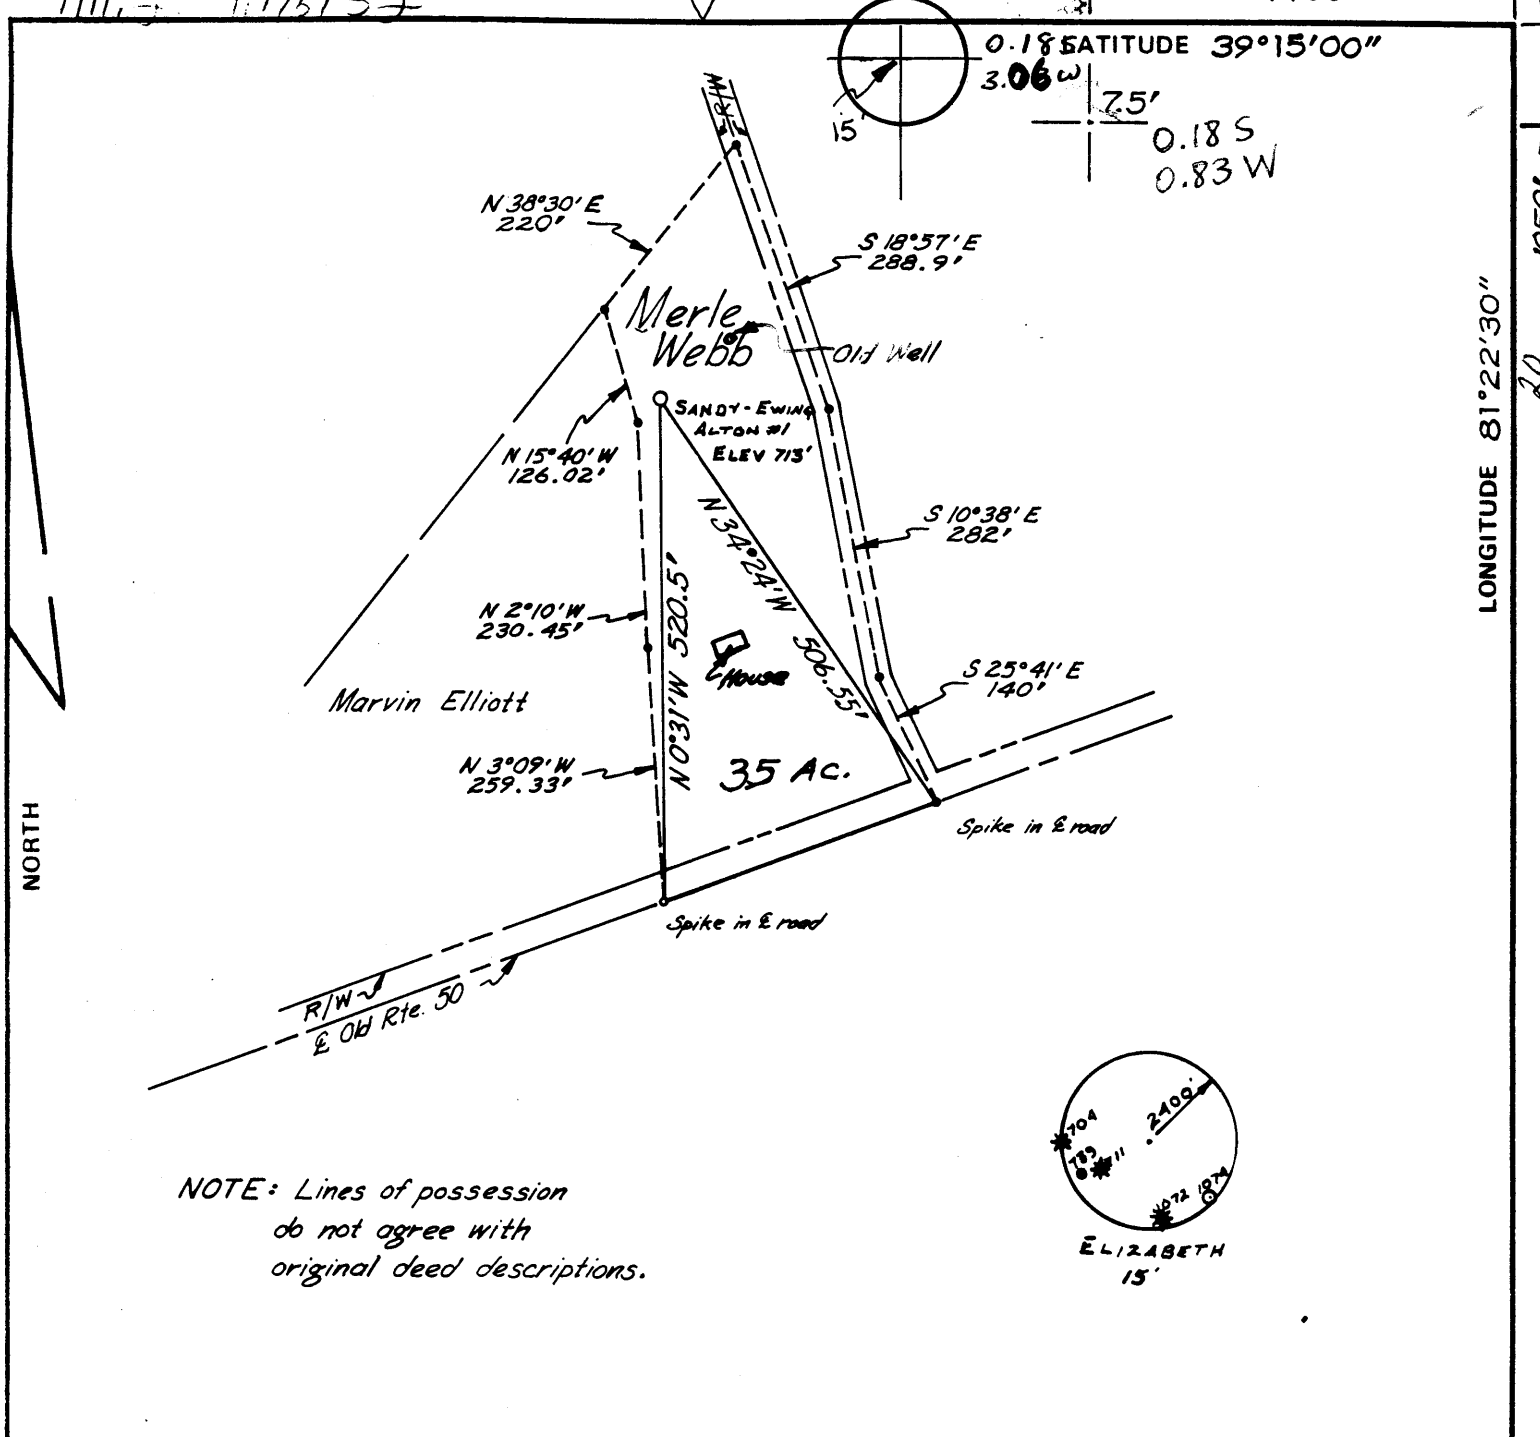 0.18 S LATITUDE 39°15'00"
3.06 W
15'
7.5'
0.18 S
0.83 W
R/W
N 38°30' E
220'
S 18°57' E
288.9'
Merle
Webb
Old Well
LONGITUDE 81°22'30"
SANDY-EWING
ALTON #1
ELEV 713'
N 15°40' W
126.02'
N 34°24' W 506.55'
S 10°38' E
282'
N 0°31' W 520.5'
N 2°10' W
230.45'
House
S 25°41' E
140'
Marvin Elliott
N 3°09' W
259.33'
35 AC.
NORTH
Spike in ℄ road
Spike in ℄ road
R/W
℄ Old Rte. 50
2400'
704
789
711
1072 1074
ELIZABETH
15'
NOTE: Lines of possession
do not agree with
original deed descriptions.